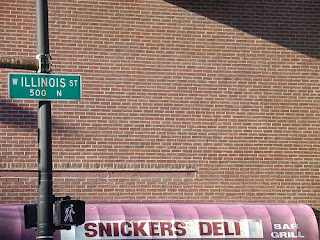 W ILLINOIS ST
500 N
SNICKERS DELI
BAR
GRILL